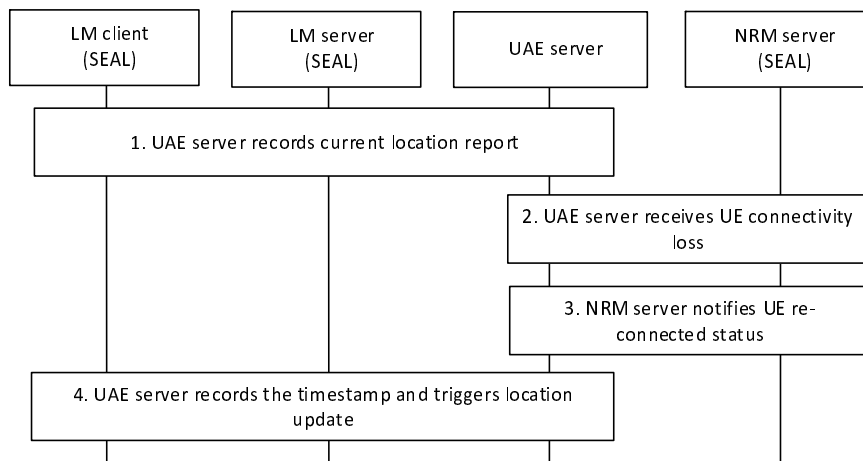 LM client
(SEAL)
LM server
(SEAL)
UAE server
NRM server
(SEAL)
1. UAE server records current location report
2. UAE server receives UE connectivity
loss
3. NRM server notifies UE re-
connected status
4. UAE server records the timestamp and triggers location
update